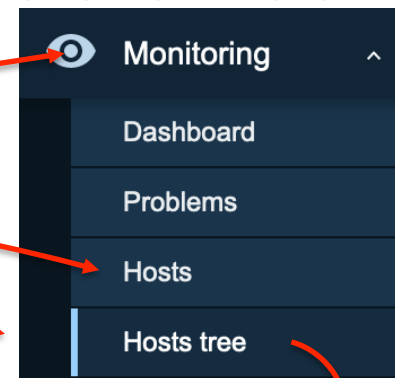 Monitoring
Dashboard
Problems
Hosts
Hosts tree